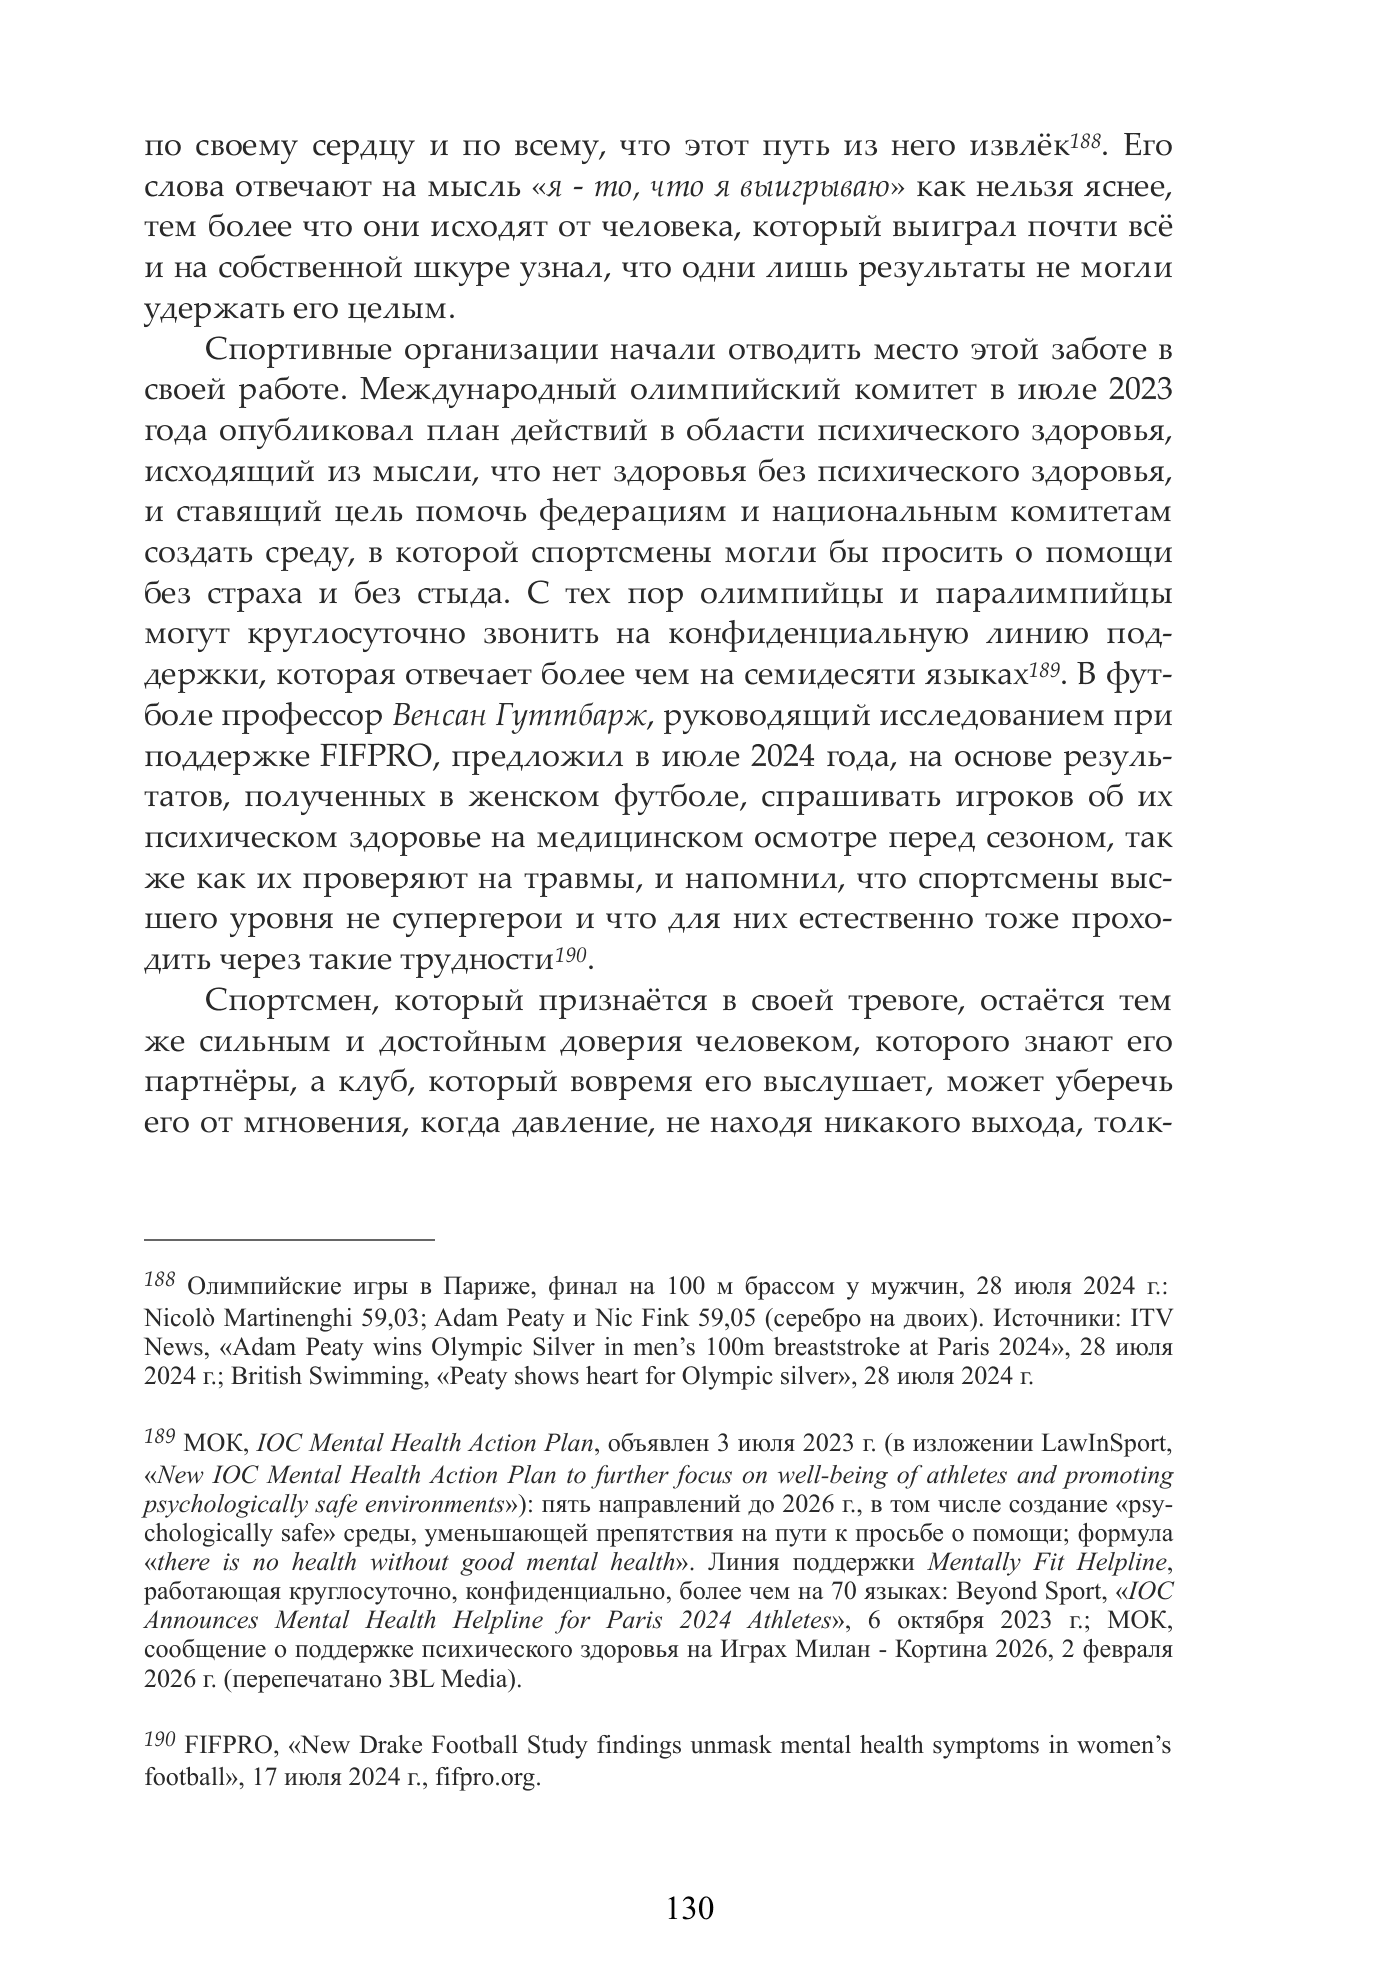 по своему сердцу и по всему, что этот путь из него извлёк188. Его
слова отвечают на мысль «я - то, что я выигрываю» как нельзя яснее,
тем более что они исходят от человека, который выиграл почти всё
и на собственной шкуре узнал, что одни лишь результаты не могли
удержать его целым.
Спортивные организации начали отводить место этой заботе в
своей работе. Международный олимпийский комитет в июле 2023
года опубликовал план действий в области психического здоровья,
исходящий из мысли, что нет здоровья без психического здоровья,
и ставящий цель помочь федерациям и национальным комитетам
создать среду, в которой спортсмены могли бы просить о помощи
без страха и без стыда. С тех пор олимпийцы и паралимпийцы
могут круглосуточно звонить на конфиденциальную линию под-
держки, которая отвечает более чем на семидесяти языках189. В фут-
боле профессор Венсан Гуттбарж, руководящий исследованием при
поддержке FIFPRO, предложил в июле 2024 года, на основе резуль-
татов, полученных в женском футболе, спрашивать игроков об их
психическом здоровье на медицинском осмотре перед сезоном, так
же как их проверяют на травмы, и напомнил, что спортсмены выс-
шего уровня не супергерои и что для них естественно тоже прохо-
дить через такие трудности190.
Спортсмен, который признаётся в своей тревоге, остаётся тем
же сильным и достойным доверия человеком, которого знают его
партнёры, а клуб, который вовремя его выслушает, может уберечь
его от мгновения, когда давление, не находя никакого выхода, толк-
188 Олимпийские игры в Париже, финал на 100 м брассом у мужчин, 28 июля 2024 г.:
Nicolò Martinenghi 59,03; Adam Peaty и Nic Fink 59,05 (серебро на двоих). Источники: ITV
News, «Adam Peaty wins Olympic Silver in men’s 100m breaststroke at Paris 2024», 28 июля
2024 г.; British Swimming, «Peaty shows heart for Olympic silver», 28 июля 2024 г.
189 МОК, IOC Mental Health Action Plan, объявлен 3 июля 2023 г. (в изложении LawInSport,
«New IOC Mental Health Action Plan to further focus on well-being of athletes and promoting
psychologically safe environments»): пять направлений до 2026 г., в том числе создание «psy-
chologically safe» среды, уменьшающей препятствия на пути к просьбе о помощи; формула
«there is no health without good mental health». Линия поддержки Mentally Fit Helpline,
работающая круглосуточно, конфиденциально, более чем на 70 языках: Beyond Sport, «IOC
Announces Mental Health Helpline for Paris 2024 Athletes», 6 октября 2023 г.; МОК,
сообщение о поддержке психического здоровья на Играх Милан - Кортина 2026, 2 февраля
2026 г. (перепечатано 3BL Media).
190 FIFPRO, «New Drake Football Study findings unmask mental health symptoms in women’s
football», 17 июля 2024 г., fifpro.org.
130